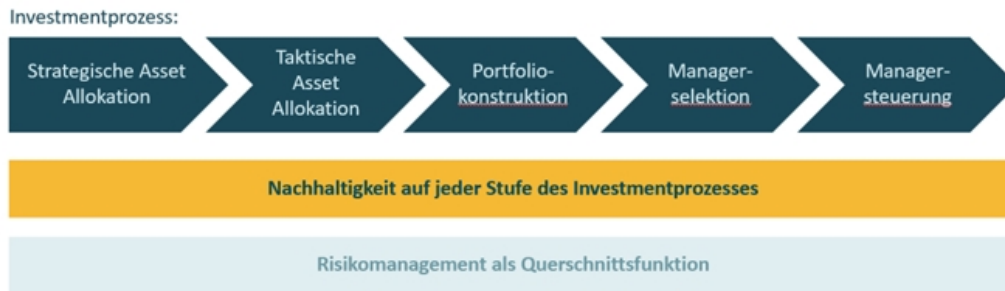 Investmentprozess:
Strategische Asset
Allokation
Taktische
Asset
Allokation
Portfolio-
konstruktion
Manager-
selektion
Manager-
steuerung
Nachhaltigkeit auf jeder Stufe des Investmentprozesses
Risikomanagement als Querschnittsfunktion